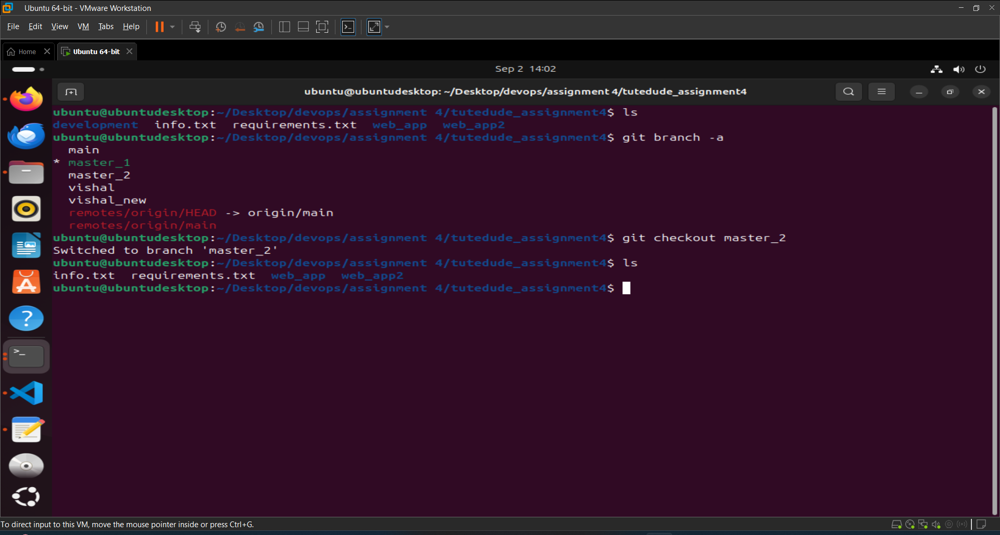 Ubuntu 64-bit - VMware Workstation
File Edit View VM Tabs Help
Home Ubuntu 64-bit
Sep 2 14:02
ubuntu@ubuntudesktop: ~/Desktop/devops/assignment 4/tutedude_assignment4
ubuntu@ubuntudesktop:~/Desktop/devops/assignment 4/tutedude_assignment4$ ls
development info.txt requirements.txt web_app web_app2
ubuntu@ubuntudesktop:~/Desktop/devops/assignment 4/tutedude_assignment4$ git branch -a
main
* master_1
master_2
vishal
vishal_new
remotes/origin/HEAD -> origin/main
remotes/origin/main
ubuntu@ubuntudesktop:~/Desktop/devops/assignment 4/tutedude_assignment4$ git checkout master_2
Switched to branch 'master_2'
ubuntu@ubuntudesktop:~/Desktop/devops/assignment 4/tutedude_assignment4$ ls
info.txt requirements.txt web_app web_app2
ubuntu@ubuntudesktop:~/Desktop/devops/assignment 4/tutedude_assignment4$
To direct input to this VM, move the mouse pointer inside or press Ctrl+G.